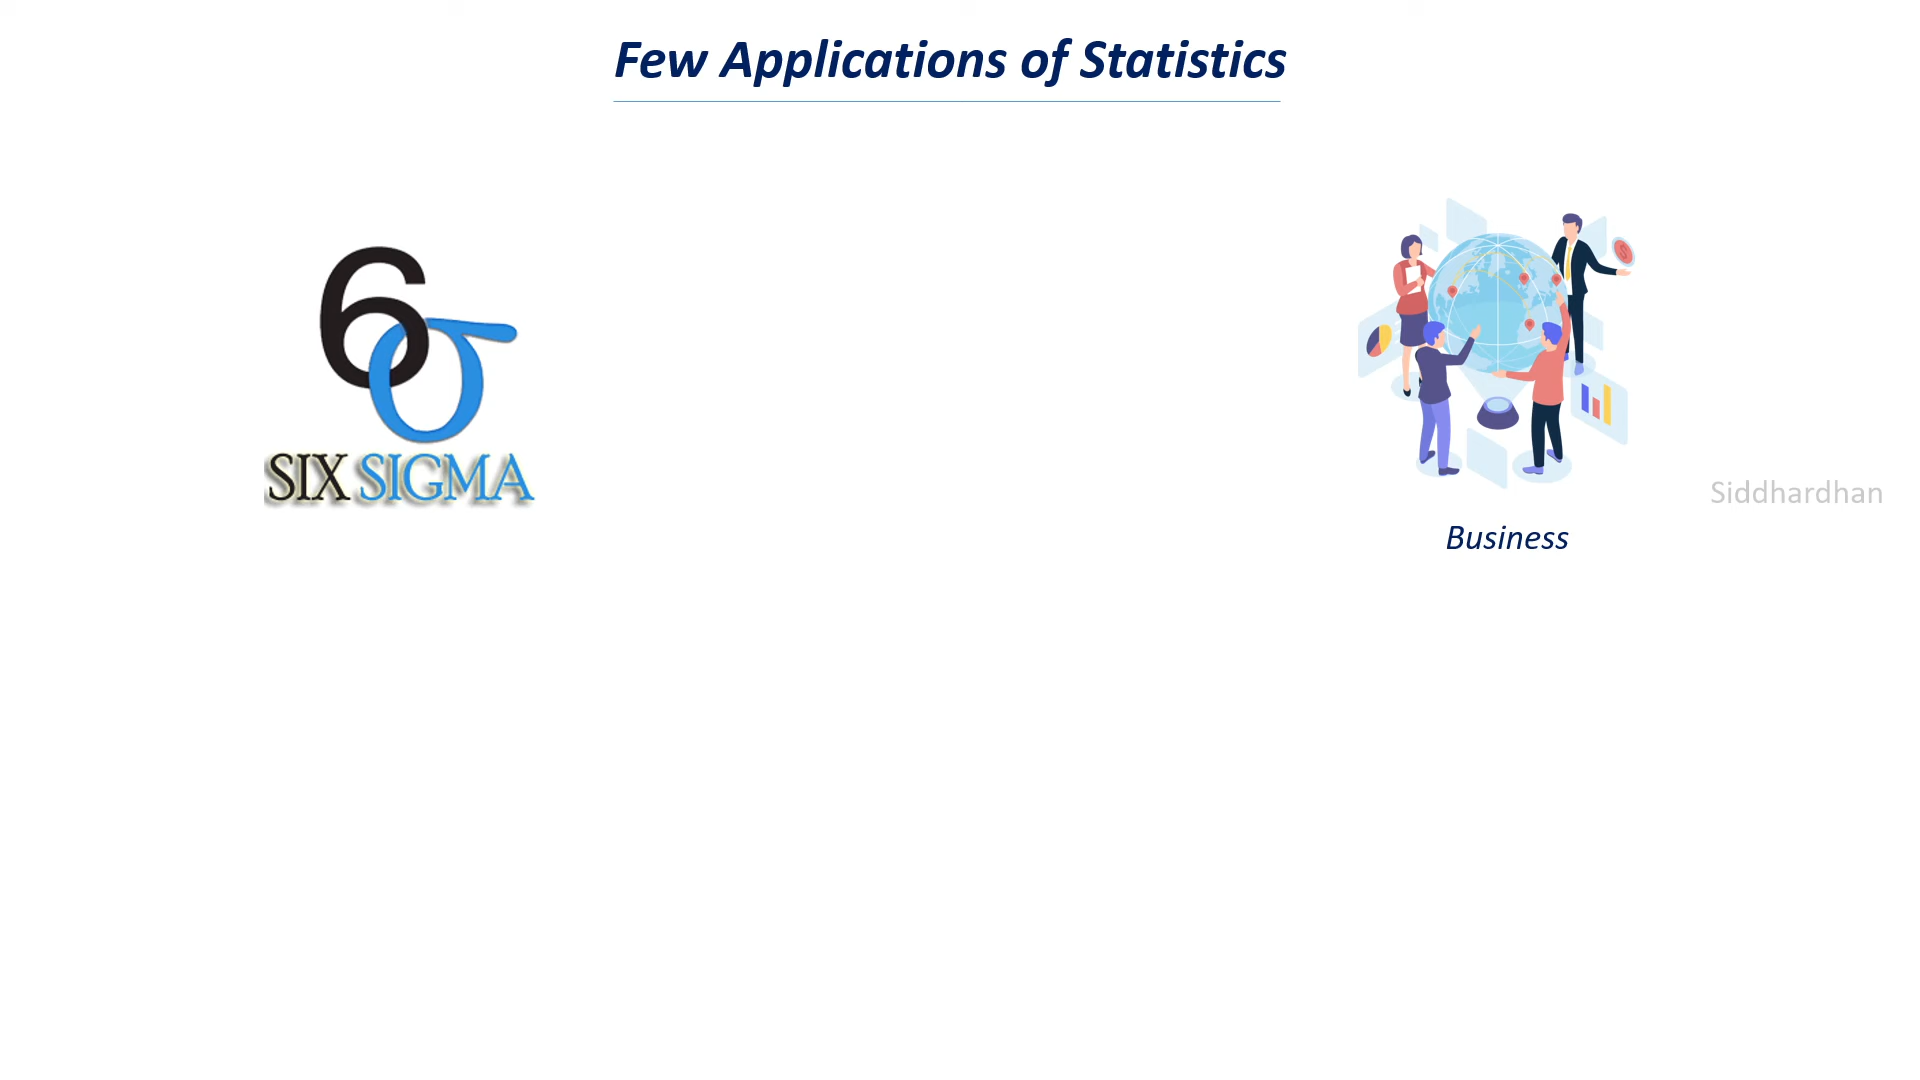 Few Applications of Statistics
6σ
SIX SIGMA
Siddhardhan
Business